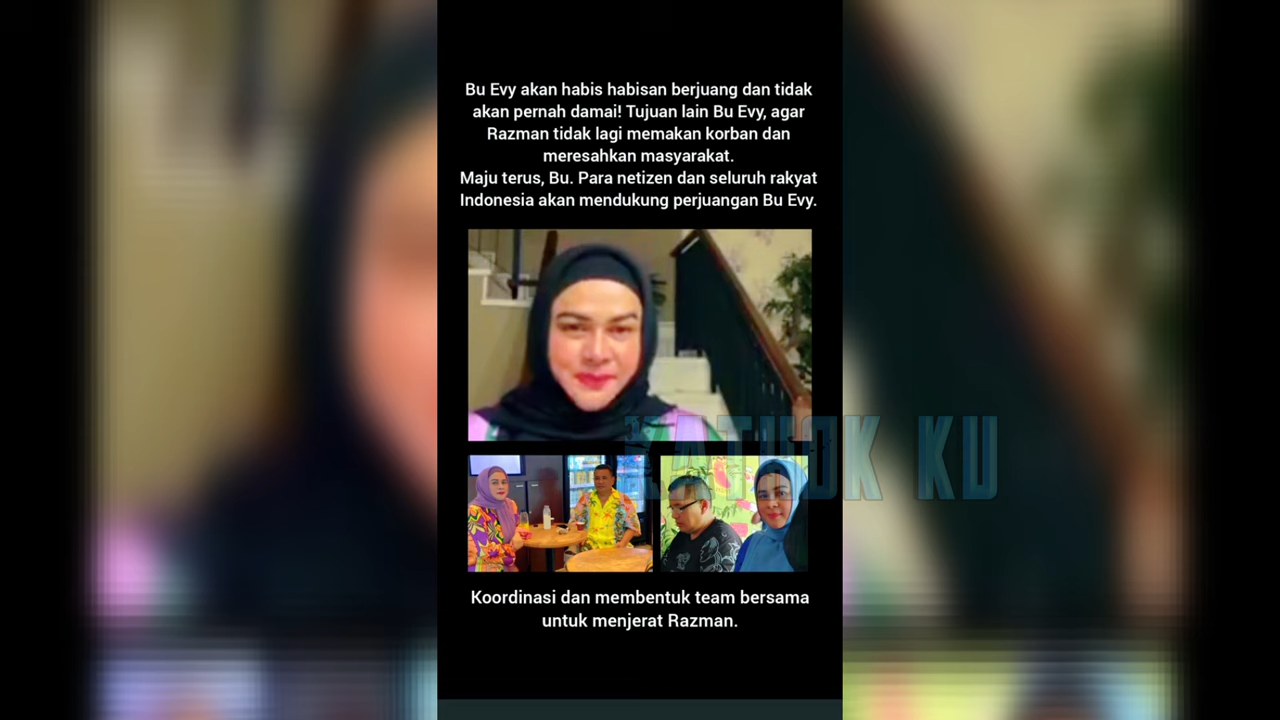 Bu Evy akan habis habisan berjuang dan tidak
akan pernah damai! Tujuan lain Bu Evy, agar
Razman tidak lagi memakan korban dan
meresahkan masyarakat.
Maju terus, Bu. Para netizen dan seluruh rakyat
Indonesia akan mendukung perjuangan Bu Evy.
KATHOK KU
Koordinasi dan membentuk team bersama
untuk menjerat Razman.